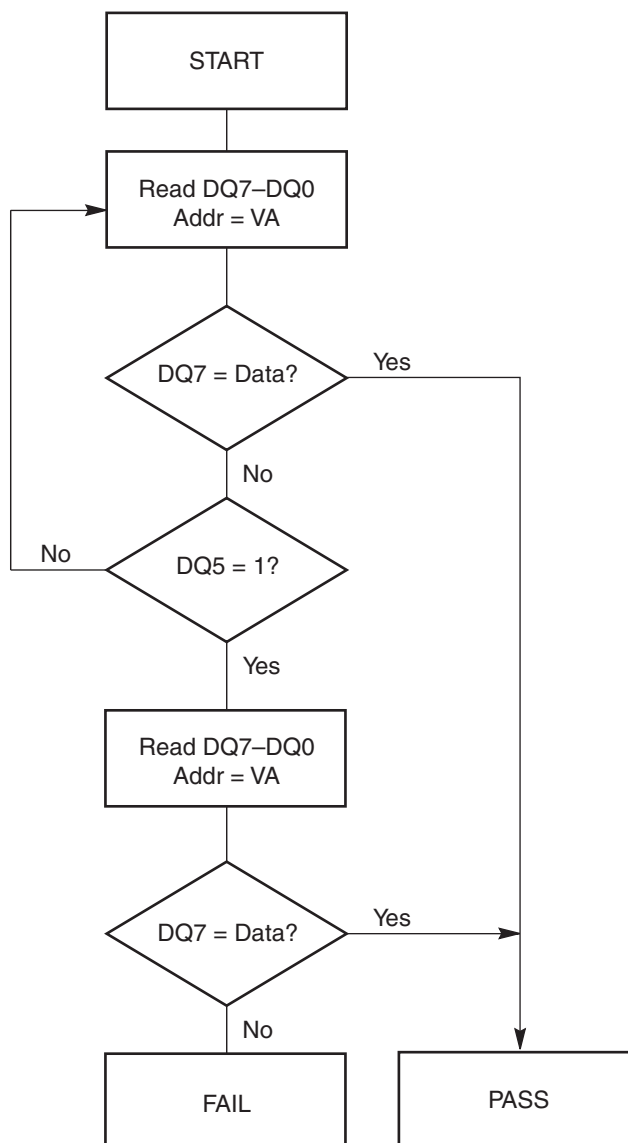 START
Read DQ7–DQ0
Addr = VA
DQ7 = Data?
Yes
No
No
DQ5 = 1?
Yes
Read DQ7–DQ0
Addr = VA
DQ7 = Data?
Yes
No
FAIL
PASS